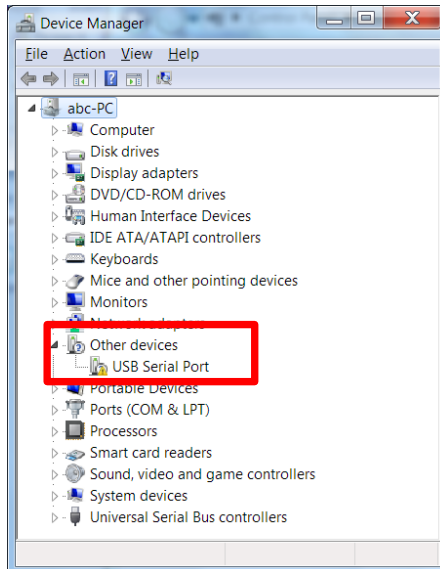 Device Manager
File Action View Help
abc-PC
Computer
Disk drives
Display adapters
DVD/CD-ROM drives
Human Interface Devices
IDE ATA/ATAPI controllers
Keyboards
Mice and other pointing devices
Monitors
Network adapters
Other devices
USB Serial Port
Portable Devices
Ports (COM & LPT)
Processors
Smart card readers
Sound, video and game controllers
System devices
Universal Serial Bus controllers